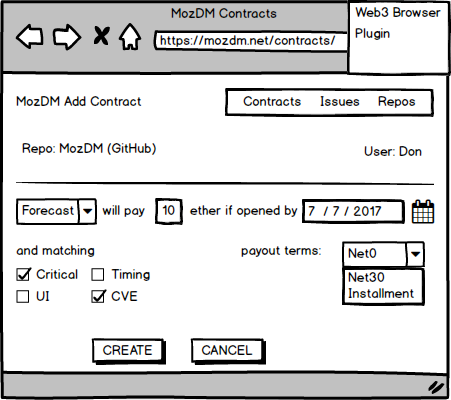 MozDM Contracts
Web3 Browser
Plugin
https://mozdm.net/contracts/
MozDM Add Contract
Contracts Issues Repos
Repo: MozDM (GitHub)
User: Don
Forecast will pay 10 ether if opened by 7 / 7 / 2017
and matching
payout terms: Net0
Critical Timing
Net30
UI CVE
Installment
CREATE CANCEL